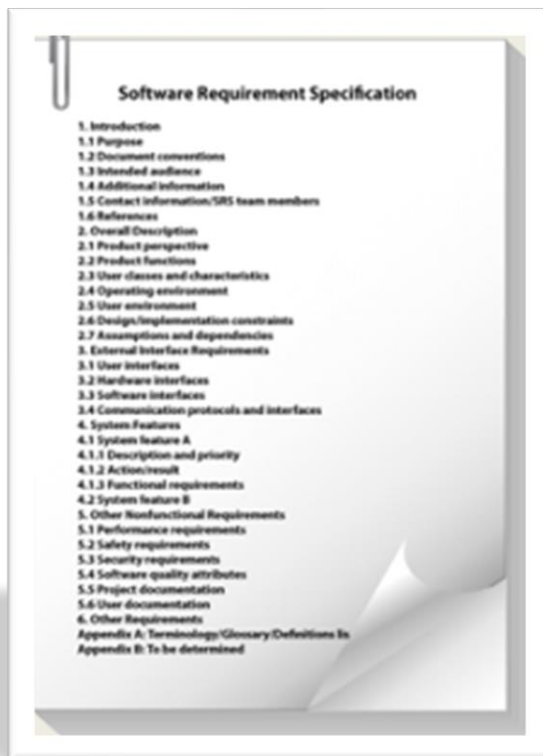 Software Requirement Specification
1. Introduction
1.1 Purpose
1.2 Document conventions
1.3 Intended audience
1.4 Additional information
1.5 Contact information/SRS team members
1.6 References
2. Overall Description
2.1 Product perspective
2.2 Product functions
2.3 User classes and characteristics
2.4 Operating environment
2.5 User environment
2.6 Design/implementation constraints
2.7 Assumptions and dependencies
3. External Interface Requirements
3.1 User interfaces
3.2 Hardware interfaces
3.3 Software interfaces
3.4 Communication protocols and interfaces
4. System Features
4.1 System feature A
4.1.1 Description and priority
4.1.2 Action/result
4.1.3 Functional requirements
4.2 System feature B
5. Other Nonfunctional Requirements
5.1 Performance requirements
5.2 Safety requirements
5.3 Security requirements
5.4 Software quality attributes
5.5 Project documentation
5.6 User documentation
6. Other Requirements
Appendix A: Terminology/Glossary/Definitions lis
Appendix B: To be determined